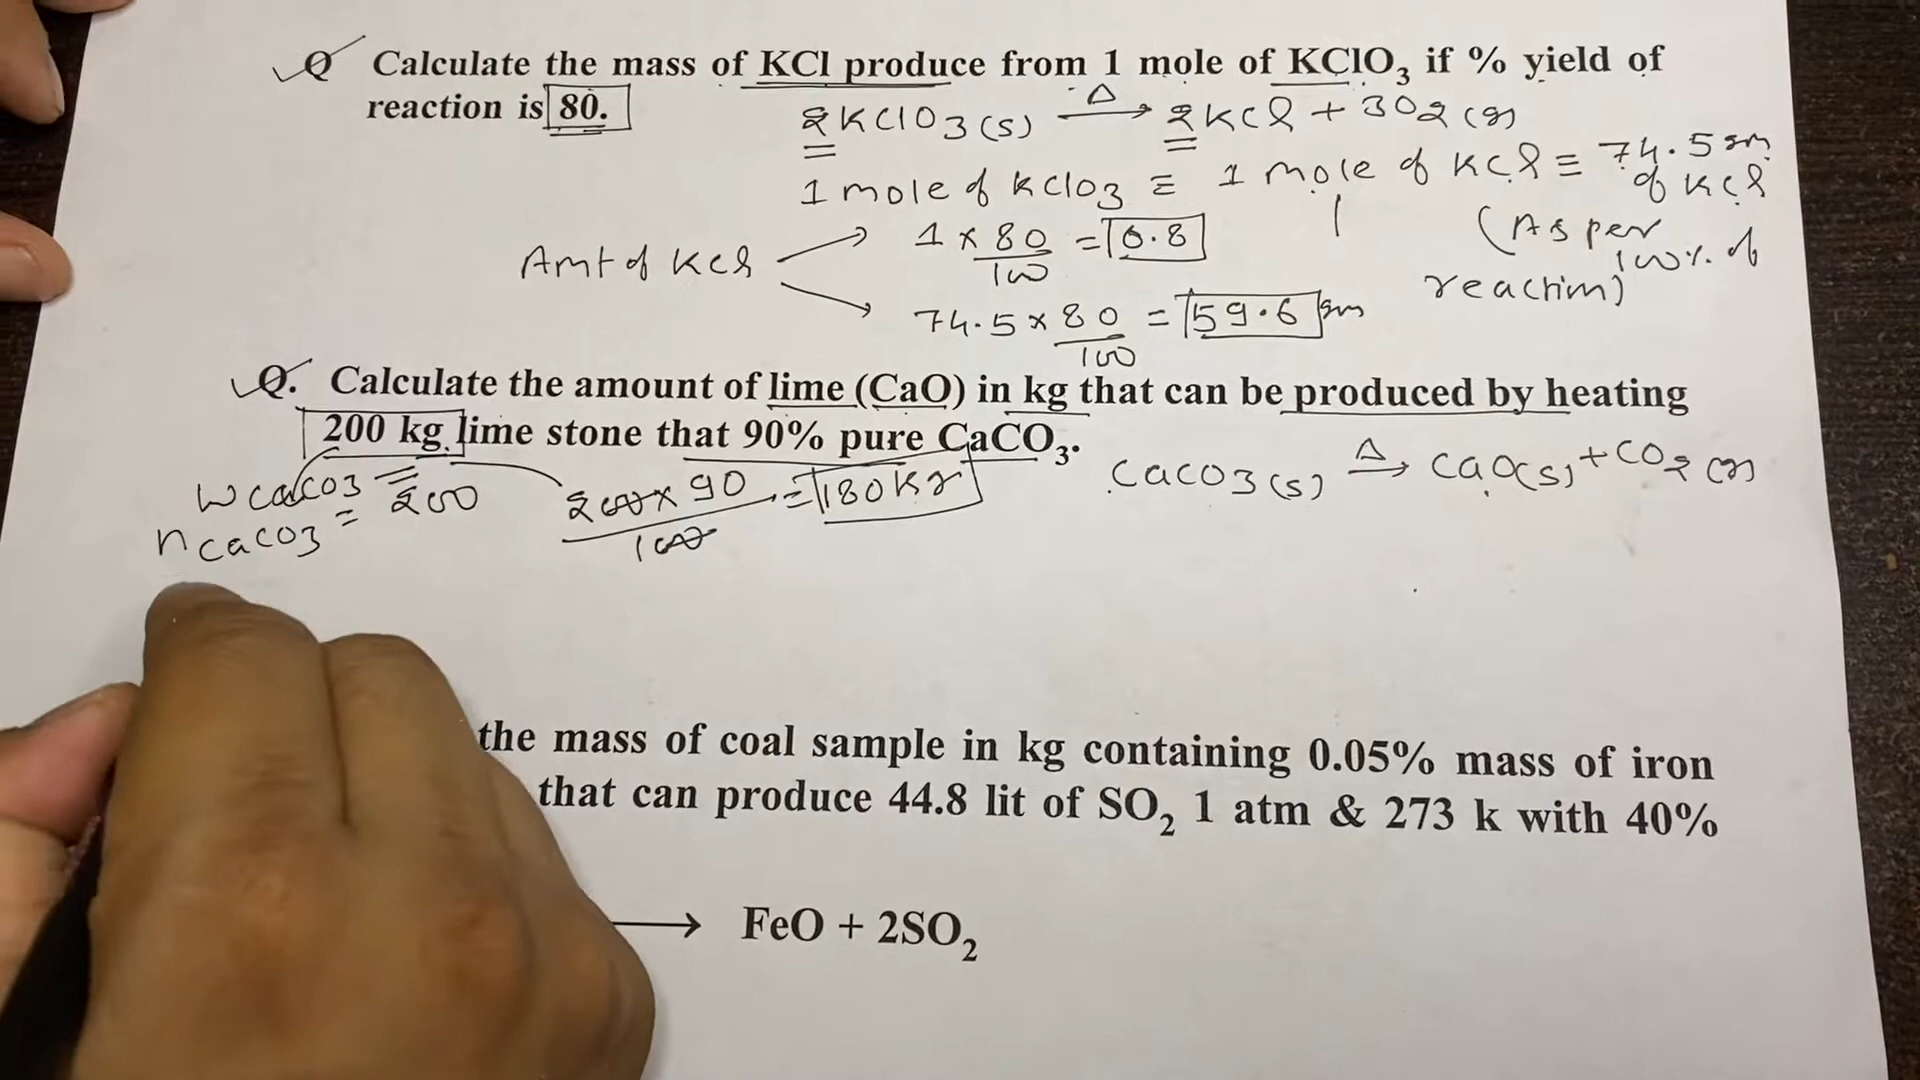 Q Calculate the mass of KCl produce from 1 mole of KClO₃ if % yield of
reaction is 80.
2KClO3(s) Δ→ 2KCl + 3O2(g)
1 mole of KClO3 ≡ 1 mole of KCl ≡ 74.5 gm
of KCl
(As per
100% of
reaction)
Amt of KCl → 1 × 80/100 = 0.8
→ 74.5 × 80/100 = 59.6 gm
Q. Calculate the amount of lime (CaO) in kg that can be produced by heating
200 kg lime stone that 90% pure CaCO₃.
CaCO3(s) Δ→ CaO(s) + CO2(g)
wCaCO3 = 200 × 90/100 = 180 Kg
nCaCO3 = 200
the mass of coal sample in kg containing 0.05% mass of iron
that can produce 44.8 lit of SO₂ 1 atm & 273 k with 40%
→ FeO + 2SO₂